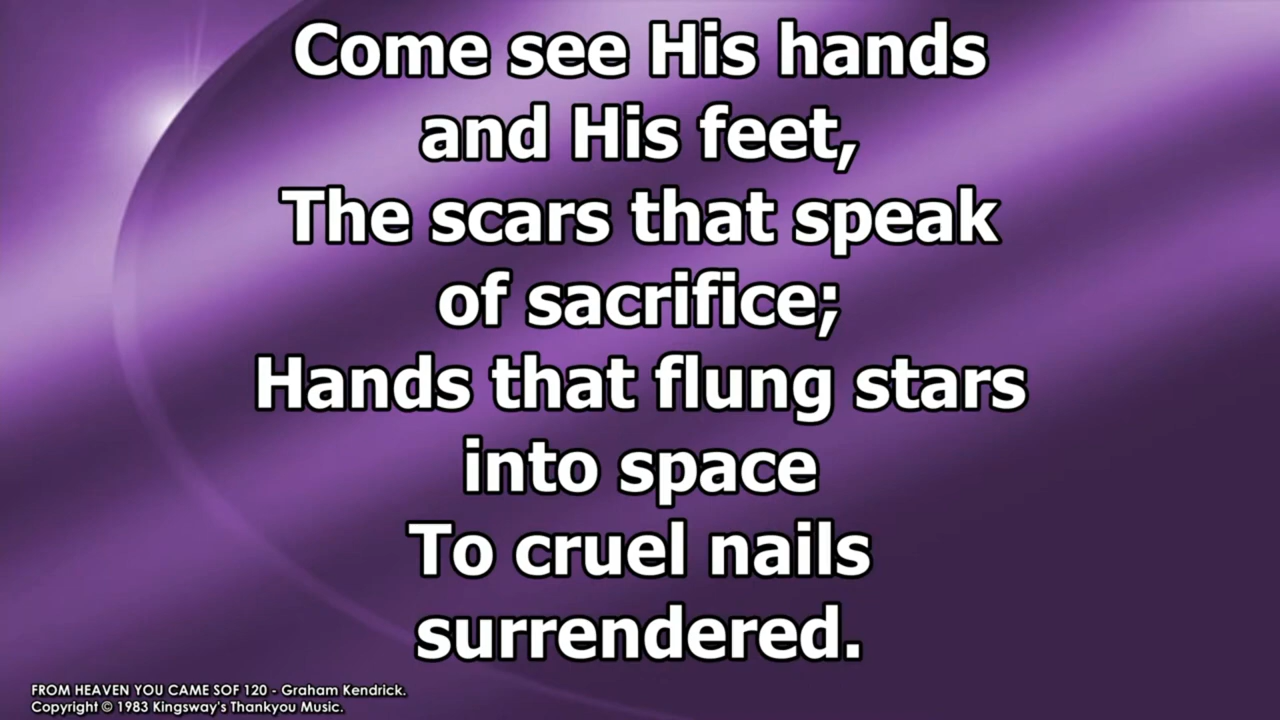 Come see His hands
and His feet,
The scars that speak
of sacrifice;
Hands that flung stars
into space
To cruel nails
surrendered.
FROM HEAVEN YOU CAME SOF 120 - Graham Kendrick.
Copyright © 1983 Kingsway's Thankyou Music.